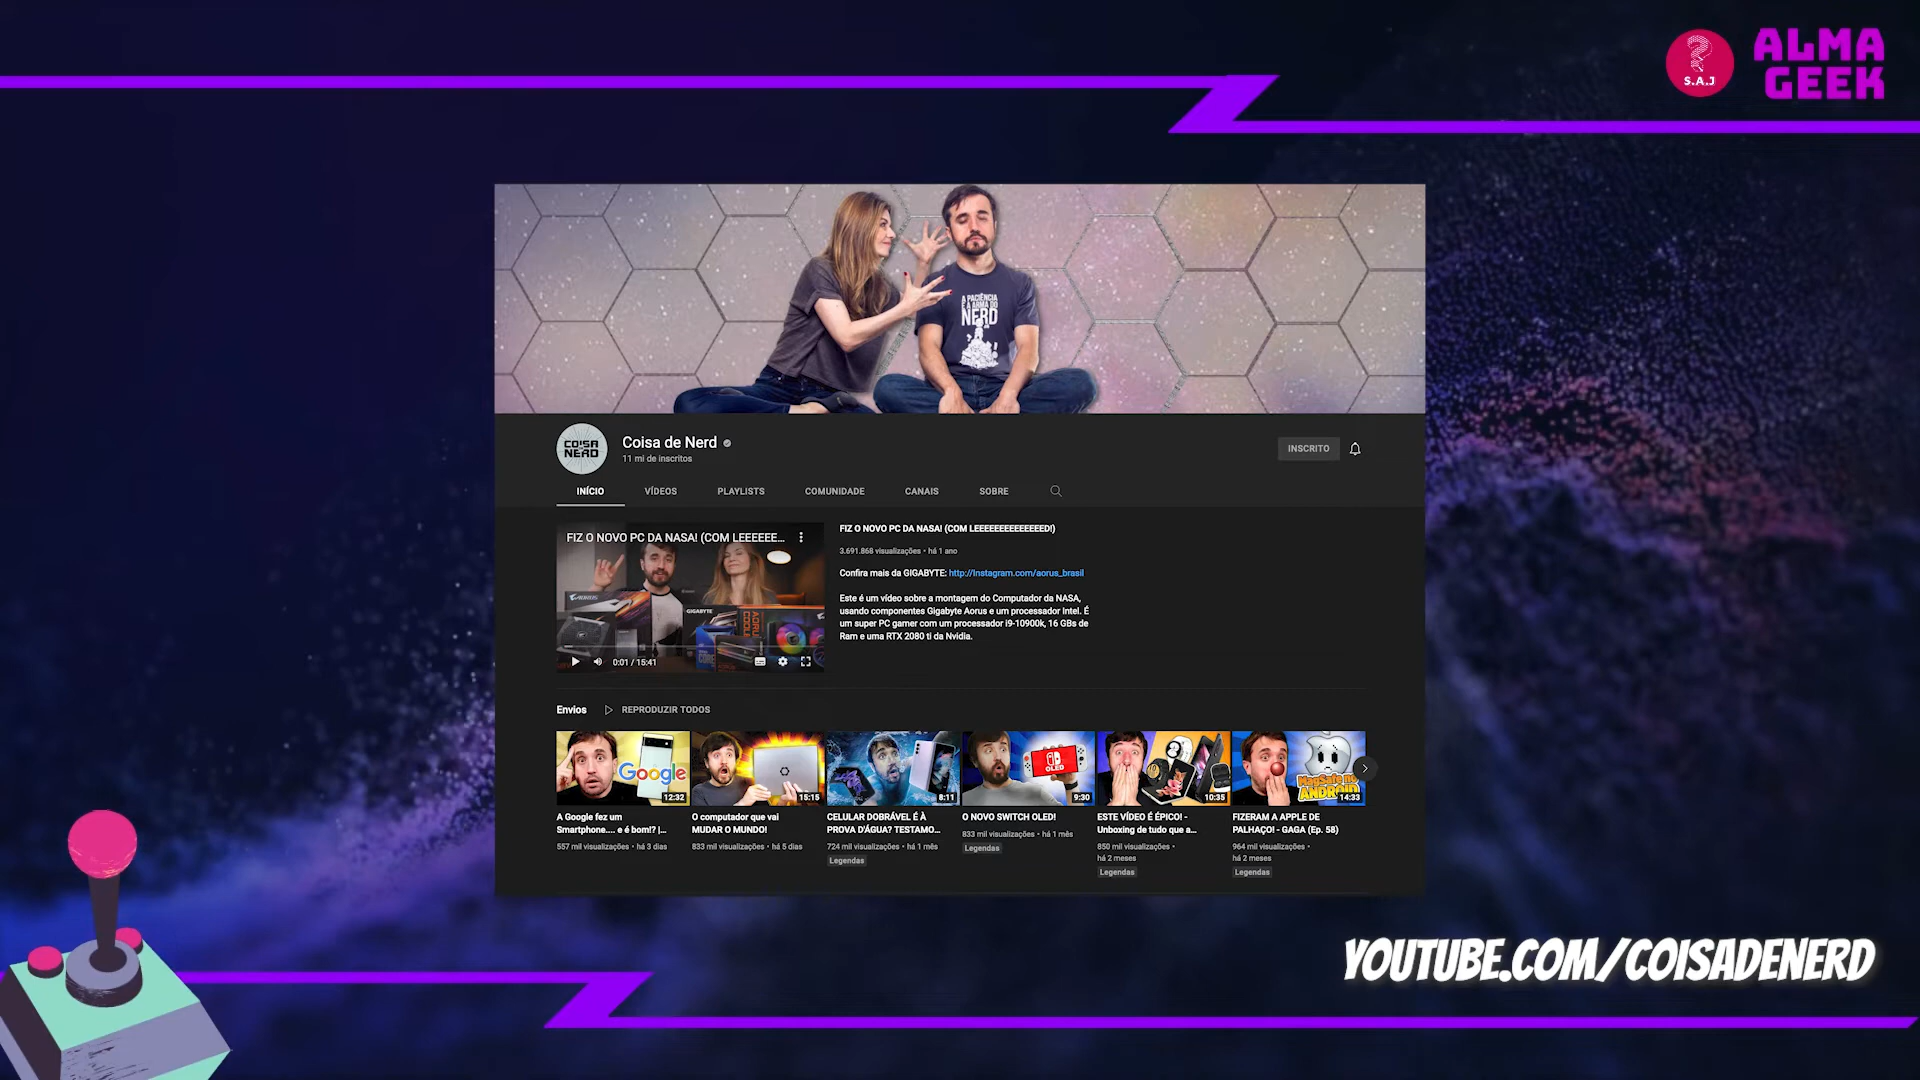 S.A.J
ALMA
GEEK
A PACIÊNCIA
É A ARMA DO
NERD
COISA
NERD
Coisa de Nerd
11 mi de inscritos
INSCRITO
INÍCIO
VÍDEOS
PLAYLISTS
COMUNIDADE
CANAIS
SOBRE
FIZ O NOVO PC DA NASA! (COM LEEEEEE...
AORUS
GIGABYTE
CORE
0:01 / 15:41
FIZ O NOVO PC DA NASA! (COM LEEEEEEEEEEEEEED!)
3.691.868 visualizações • há 1 ano
Confira mais da GIGABYTE: http://Instagram.com/aorus_brasil
Este é um vídeo sobre a montagem do Computador da NASA,
usando componentes Gigabyte Aorus e um processador Intel. É
um super PC gamer com um processador i9-10900k, 16 GBs de
Ram e uma RTX 2080 ti da Nvidia.
Envios
REPRODUZIR TODOS
Google
12:32
15:15
8:11
OLED
9:30
10:35
MagSafe no
ANDROID
14:33
A Google fez um
Smartphone.... e é bom!? |...
557 mil visualizações • há 3 dias
O computador que vai
MUDAR O MUNDO!
833 mil visualizações • há 5 dias
CELULAR DOBRÁVEL É À
PROVA D'ÁGUA? TESTAMO...
724 mil visualizações • há 1 mês
Legendas
O NOVO SWITCH OLED!
833 mil visualizações • há 1 mês
Legendas
ESTE VÍDEO É ÉPICO! -
Unboxing de tudo que a...
850 mil visualizações •
há 2 meses
Legendas
FIZERAM A APPLE DE
PALHAÇO! - GAGA (Ep. 58)
964 mil visualizações •
há 2 meses
Legendas
YOUTUBE.COM/COISADENERD